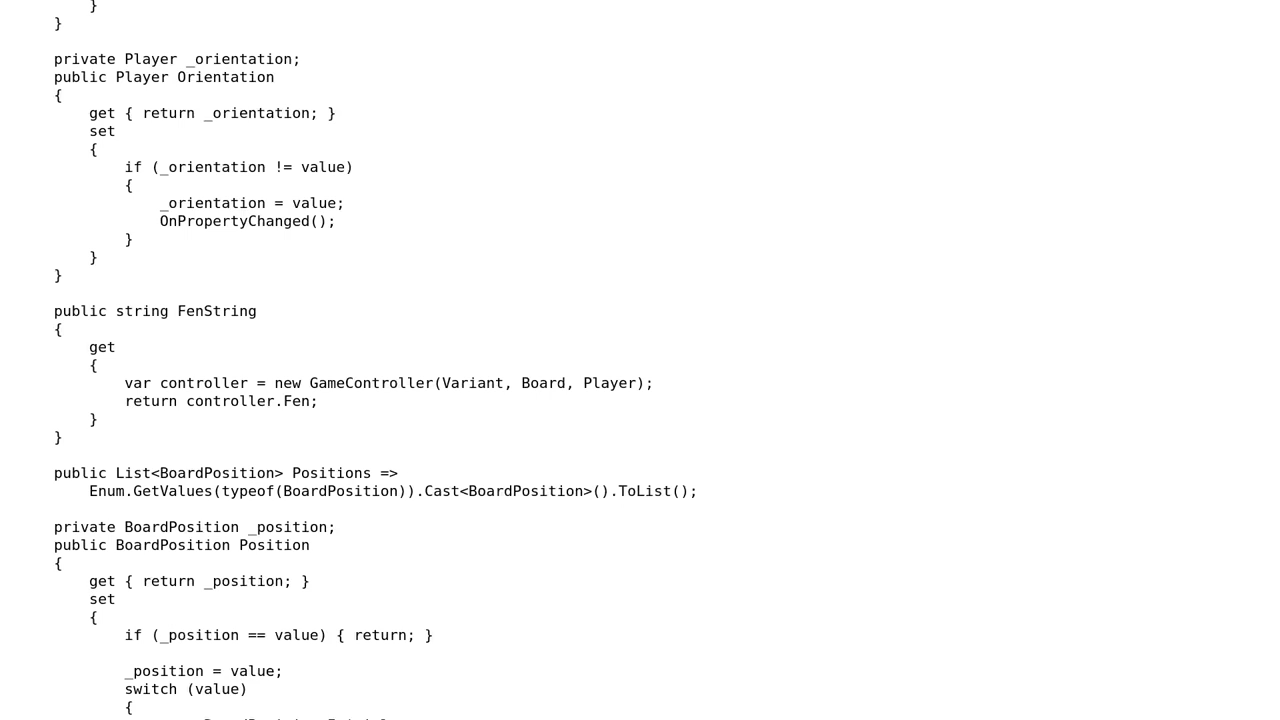 }
    }

    private Player _orientation;
    public Player Orientation
    {
        get { return _orientation; }
        set
        {
            if (_orientation != value)
            {
                _orientation = value;
                OnPropertyChanged();
            }
        }
    }

    public string FenString
    {
        get
        {
            var controller = new GameController(Variant, Board, Player);
            return controller.Fen;
        }
    }

    public List<BoardPosition> Positions =>
        Enum.GetValues(typeof(BoardPosition)).Cast<BoardPosition>().ToList();

    private BoardPosition _position;
    public BoardPosition Position
    {
        get { return _position; }
        set
        {
            if (_position == value) { return; }

            _position = value;
            switch (value)
            {